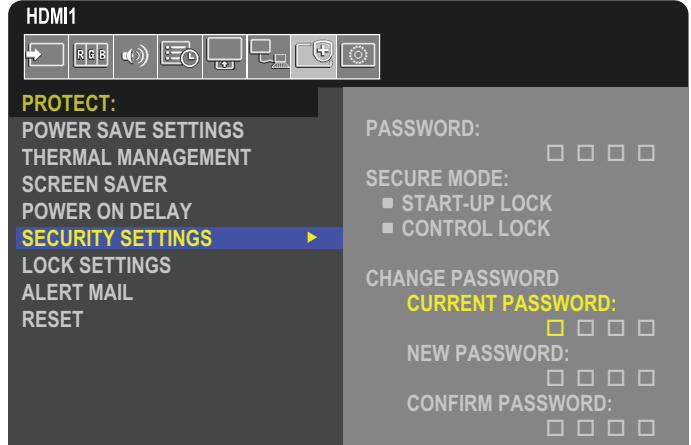 HDMI1
RGB
PROTECT:
POWER SAVE SETTINGS
THERMAL MANAGEMENT
SCREEN SAVER
POWER ON DELAY
SECURITY SETTINGS
LOCK SETTINGS
ALERT MAIL
RESET
PASSWORD:
SECURE MODE:
START-UP LOCK
CONTROL LOCK
CHANGE PASSWORD
CURRENT PASSWORD:
NEW PASSWORD:
CONFIRM PASSWORD: